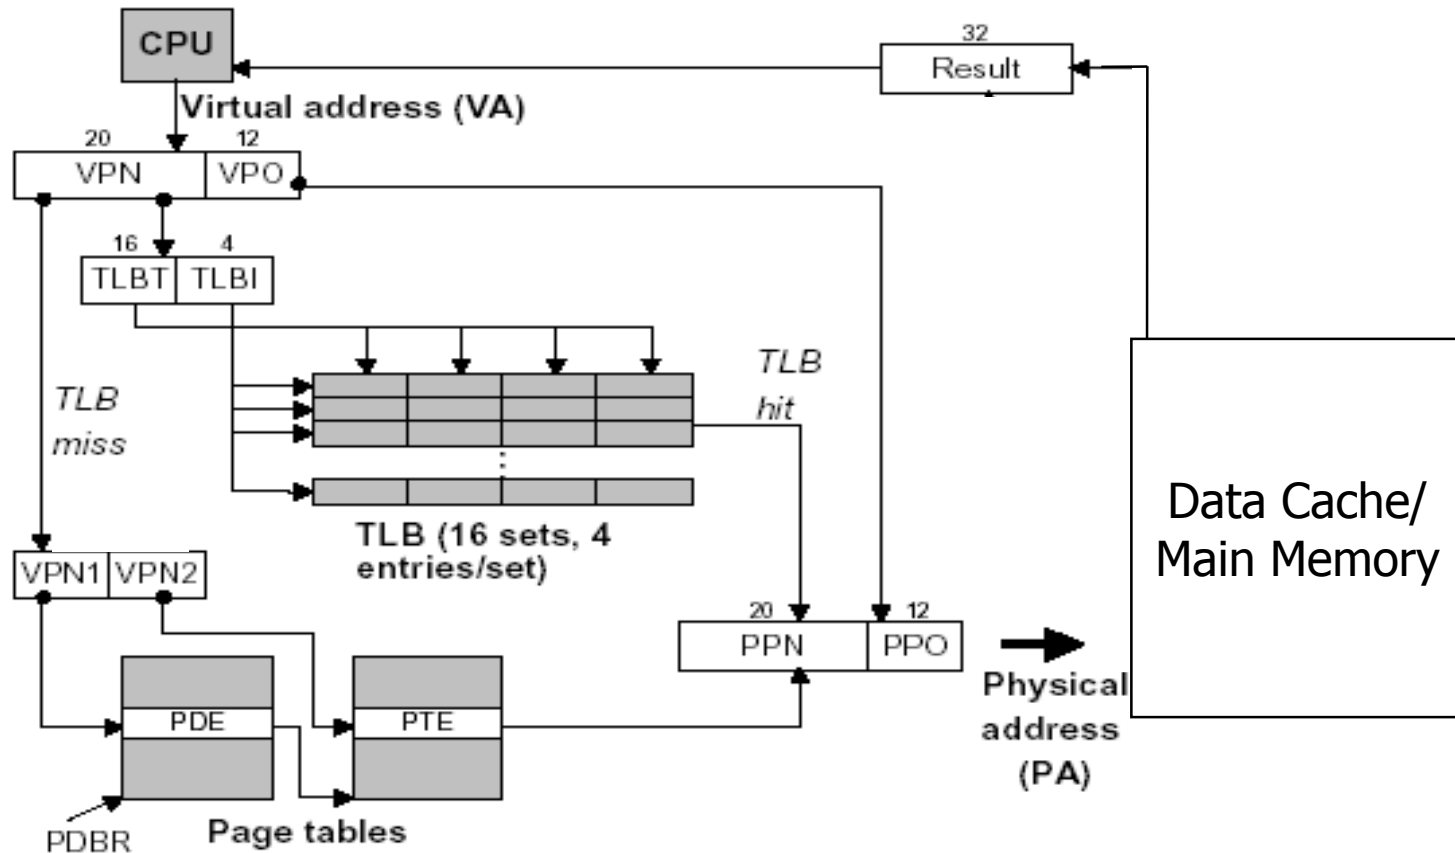 CPU
32
Result
Virtual address (VA)
20
12
VPN
VPO
16
4
TLBT
TLBI
TLB
miss
TLB
hit
TLB (16 sets, 4
entries/set)
Data Cache/
Main Memory
VPN1
VPN2
20
12
PPN
PPO
Physical
address
(PA)
PDE
PTE
PDBR
Page tables